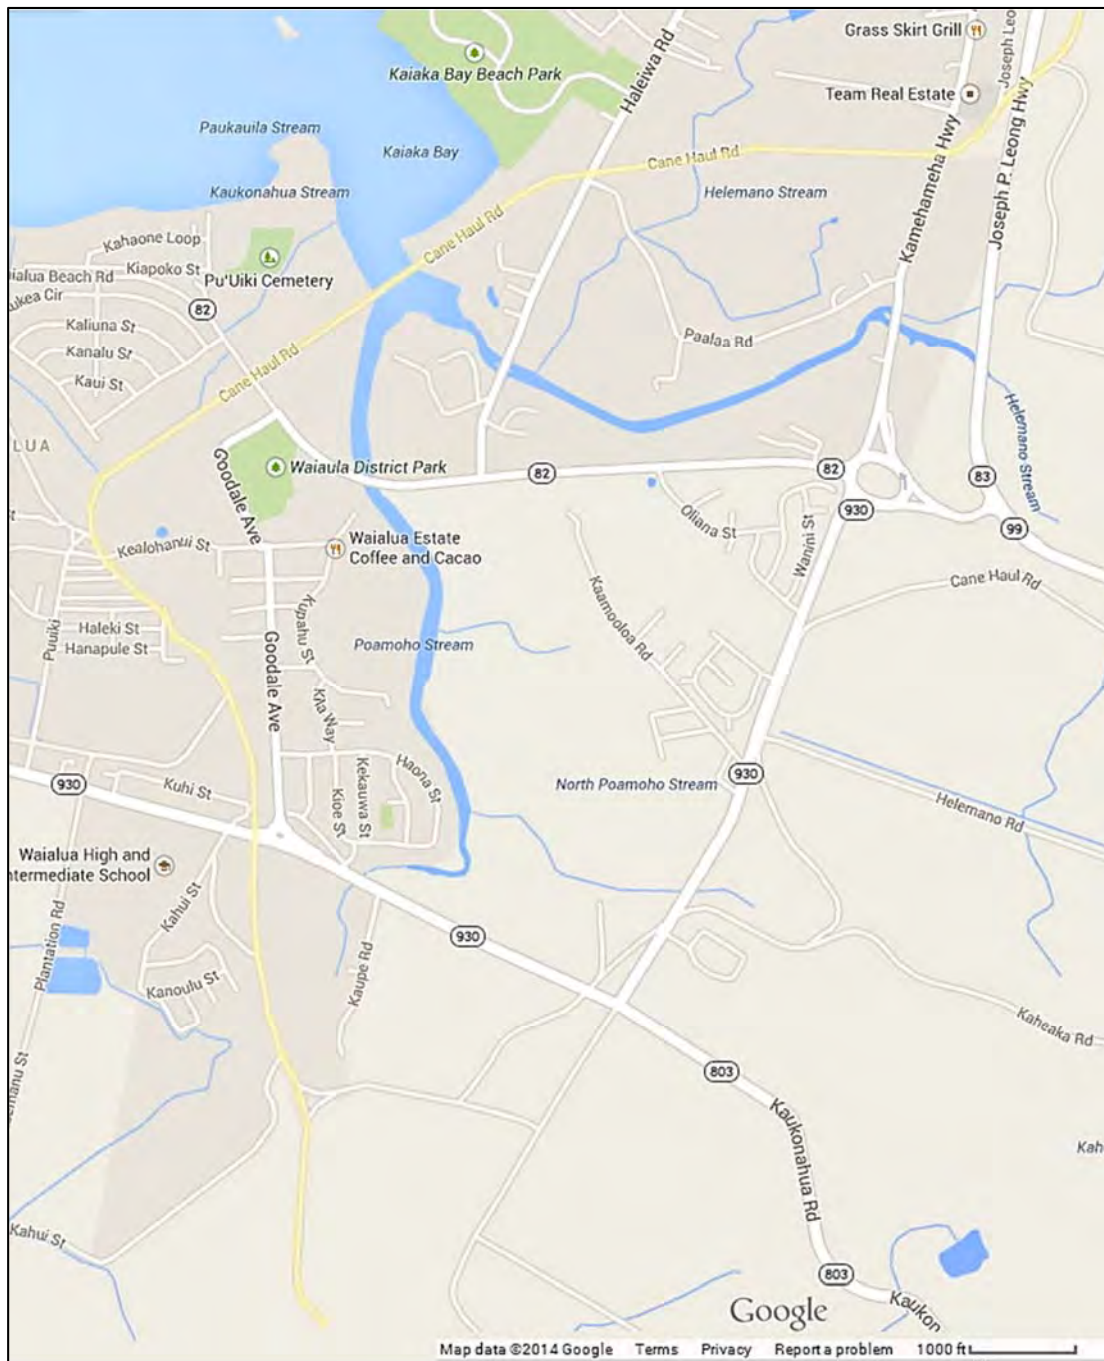 Grass Skirt Grill
Joseph Leo
Kaiaka Bay Beach Park
Haleiwa Rd
Team Real Estate
Joseph P. Leong Hwy
Kamehameha Hwy
Paukauila Stream
Kaiaka Bay
Cane Haul Rd
Kaukonahua Stream
Helemano Stream
Kahaone Loop
Cane Haul Rd
Kiapoko St
aialua Beach Rd
Pu'Uiki Cemetery
ukea Cir
82
Kaliuna St
Paalaa Rd
Kanalu St
Cane Haul Rd
Kaui St
Helemano Stream
LUA
Goodale Ave
Waiaula District Park
82
82
83
930
Oliana St
Waninii St
99
Kealohanui St
Waialua Estate
Coffee and Cacao
Kaamooloa Rd
Cane Haul Rd
Kupahu St
Haleki St
Puuiki
Hanapule St
Goodale Ave
Poamoho Stream
Kita Way
930
Kuhi St
Kekauwa St
Haona St
Kioe St
North Poamoho Stream
930
Helemano Rd
Waialua High and
ntermediate School
Kahui St
Plantation Rd
930
Kaupe Rd
Kanoulu St
Kaheaka Rd
emanu St
803
Kaukonahua Rd
Kah
Kahui St
803
Kaukon
Google
Map data ©2014 Google Terms Privacy Report a problem 1000 ft